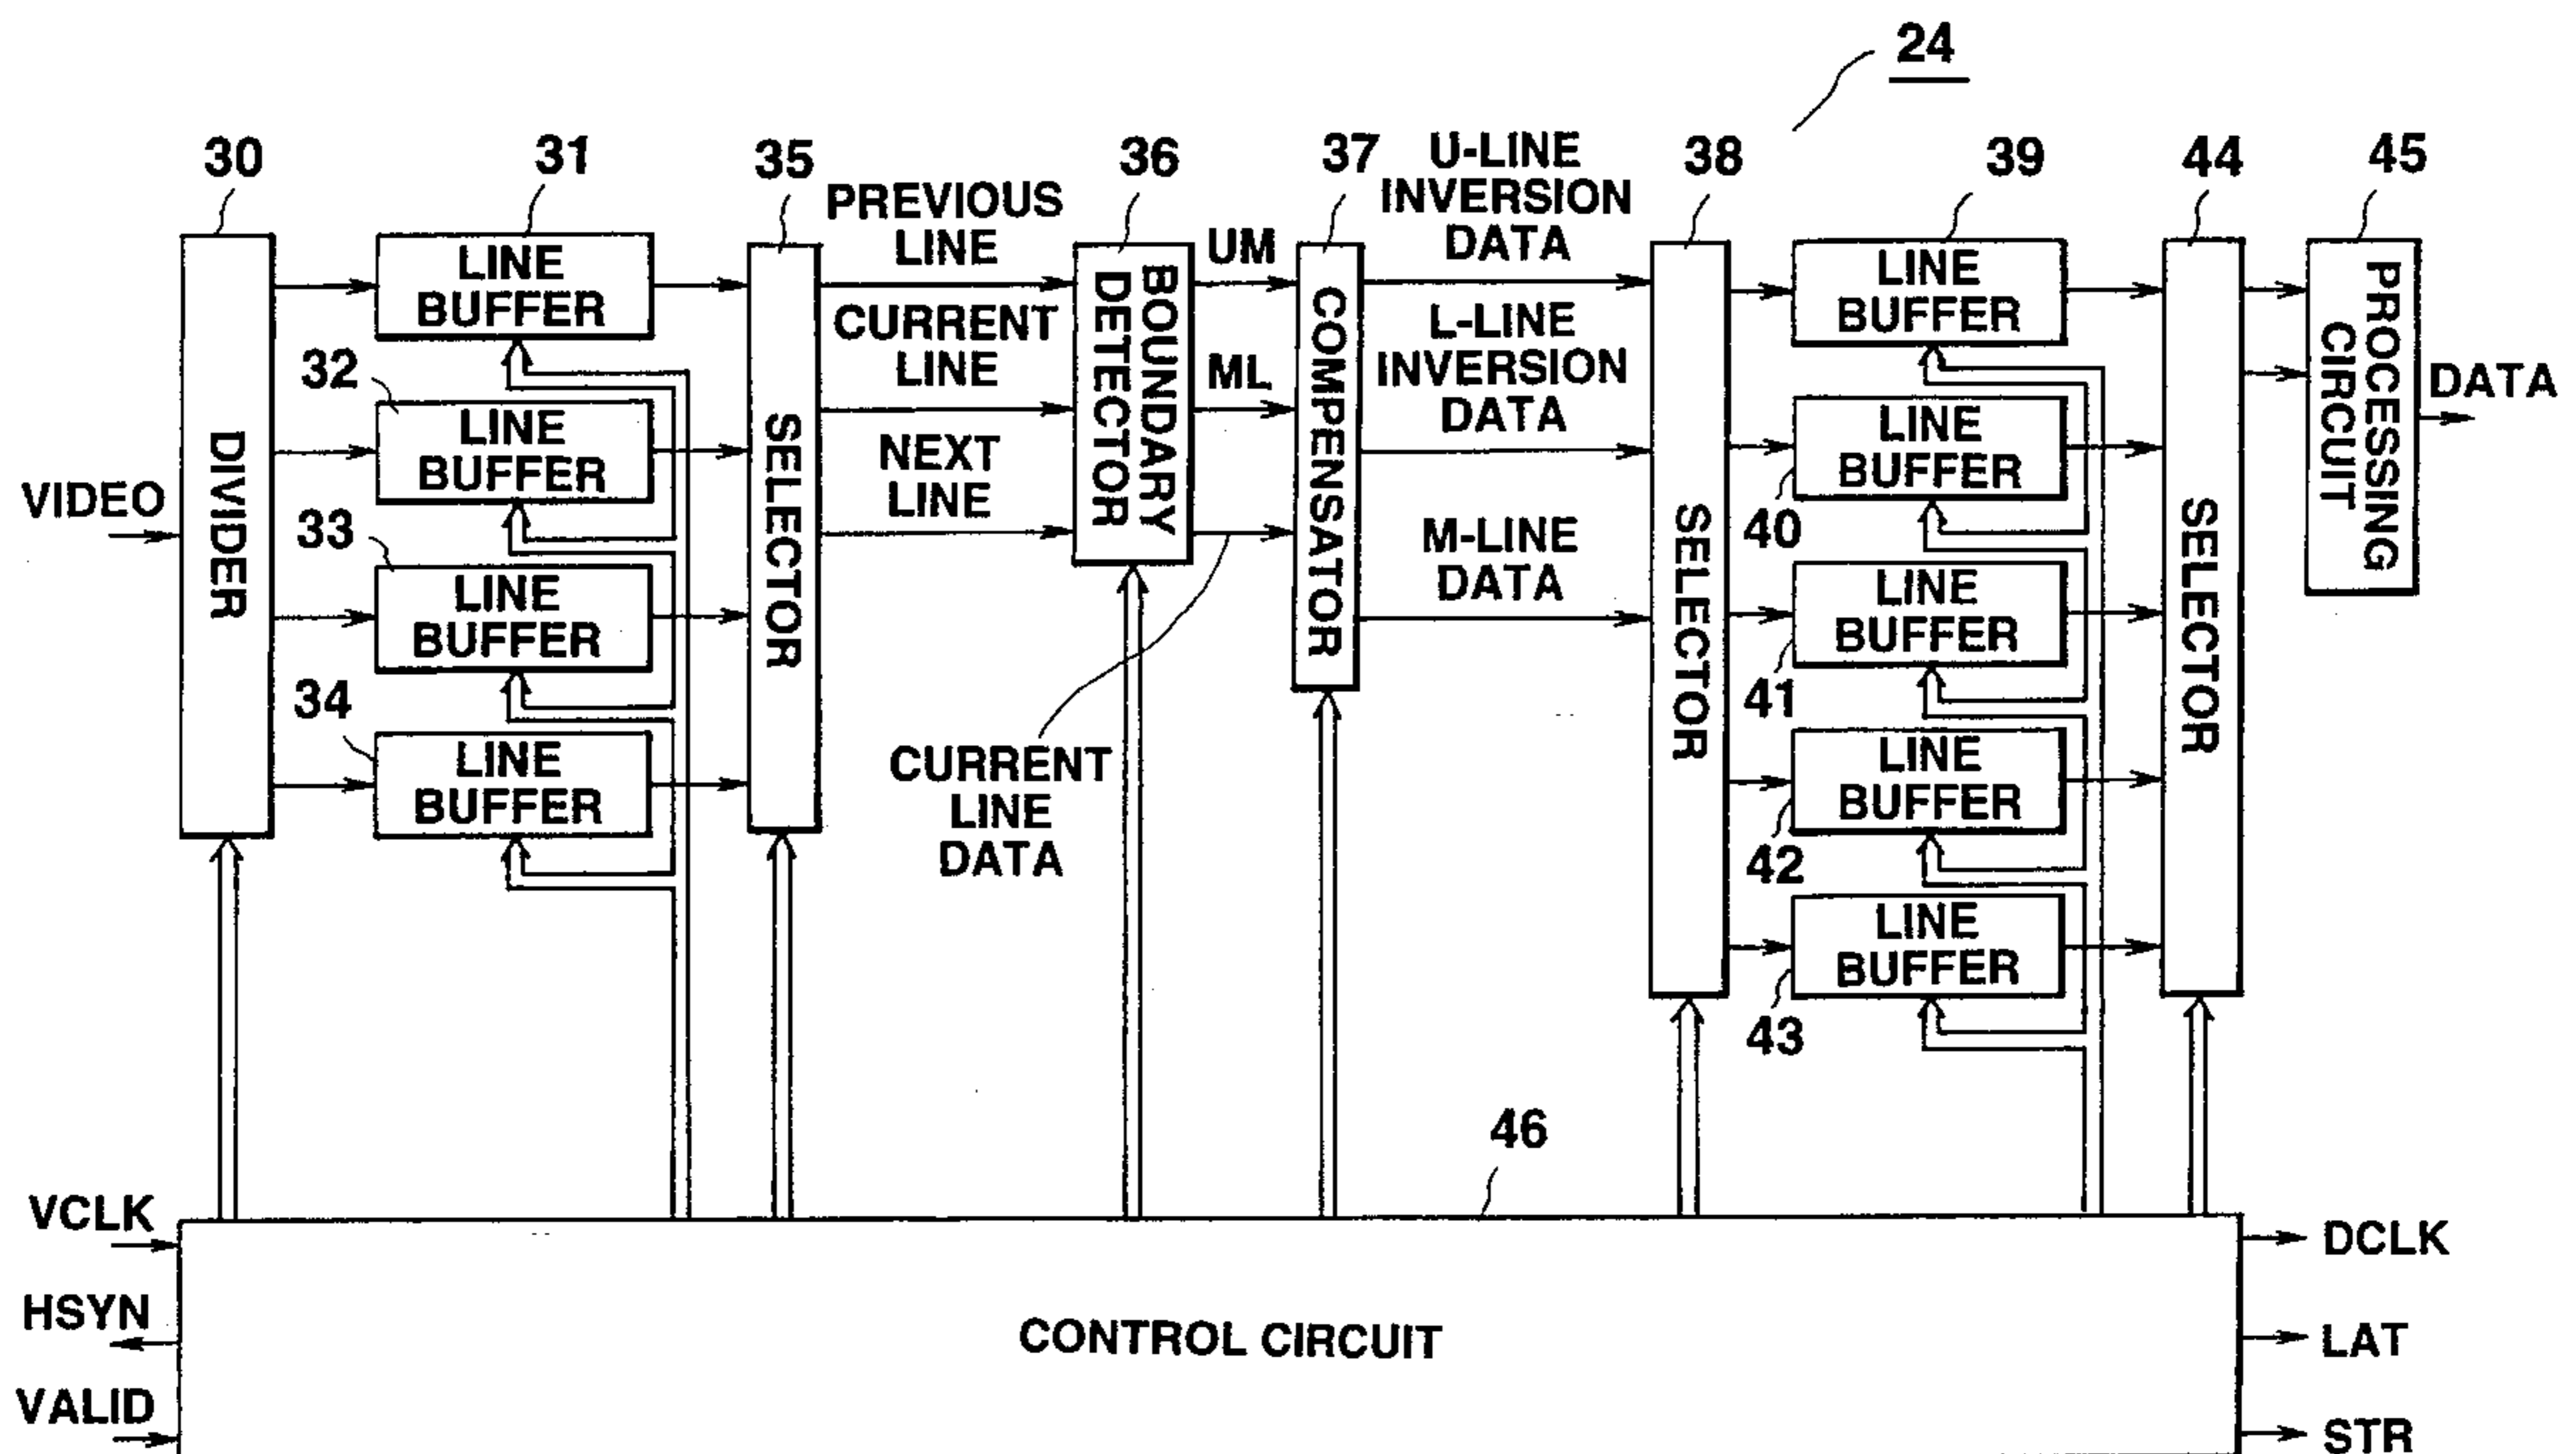 24
30
31
35
36
37
38
39
44
45
PREVIOUS
LINE
CURRENT
LINE
NEXT
LINE
UM
ML
U-LINE
INVERSION
DATA
L-LINE
INVERSION
DATA
M-LINE
DATA
VIDEO
DIVIDER
LINE
BUFFER
32
LINE
BUFFER
33
LINE
BUFFER
34
LINE
BUFFER
SELECTOR
BOUNDARY
DETECTOR
CURRENT
LINE
DATA
COMPENSATOR
SELECTOR
LINE
BUFFER
40
LINE
BUFFER
41
LINE
BUFFER
42
LINE
BUFFER
43
LINE
BUFFER
SELECTOR
PROCESSING
CIRCUIT
DATA
46
VCLK
HSYN
VALID
CONTROL CIRCUIT
DCLK
LAT
STR